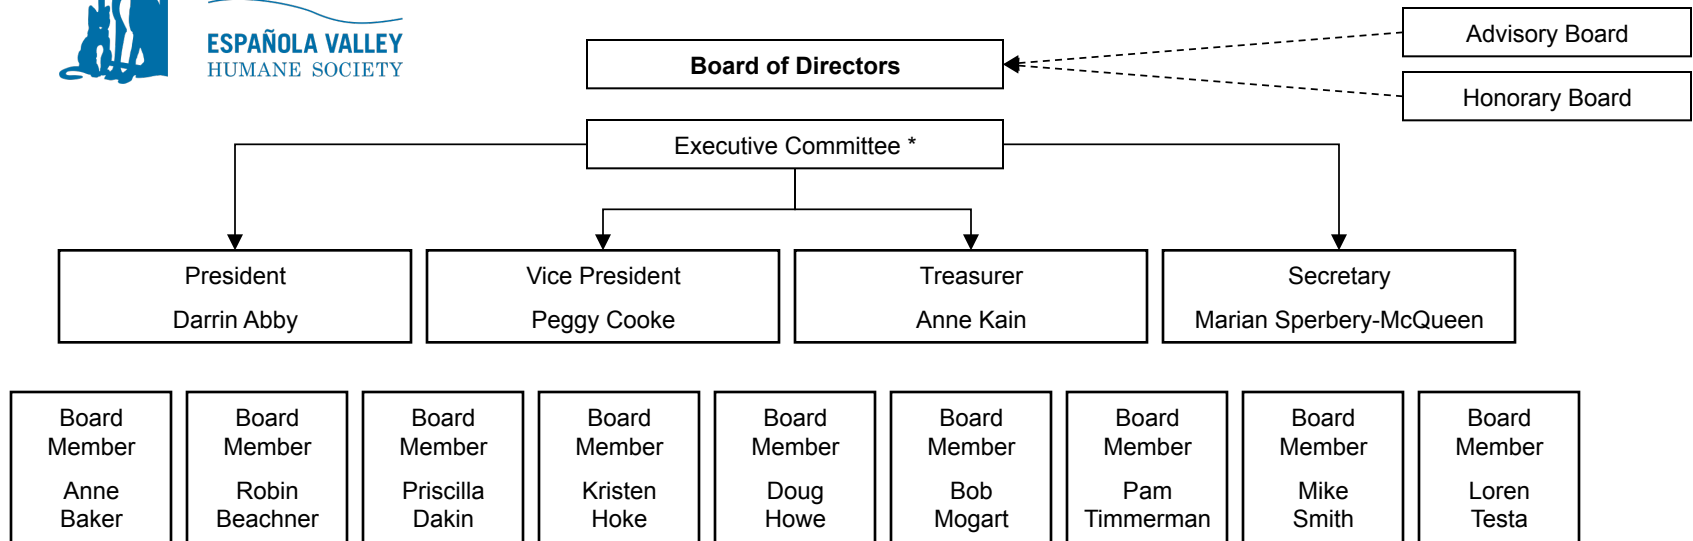 ESPAÑOLA VALLEY
HUMANE SOCIETY
Board of Directors
Advisory Board
Honorary Board
Executive Committee *
President
Darrin Abby
Vice President
Peggy Cooke
Treasurer
Anne Kain
Secretary
Marian Sperbery-McQueen
Board
Member
Anne
Baker
Board
Member
Robin
Beachner
Board
Member
Priscilla
Dakin
Board
Member
Kristen
Hoke
Board
Member
Doug
Howe
Board
Member
Bob
Mogart
Board
Member
Pam
Timmerman
Board
Member
Mike
Smith
Board
Member
Loren
Testa